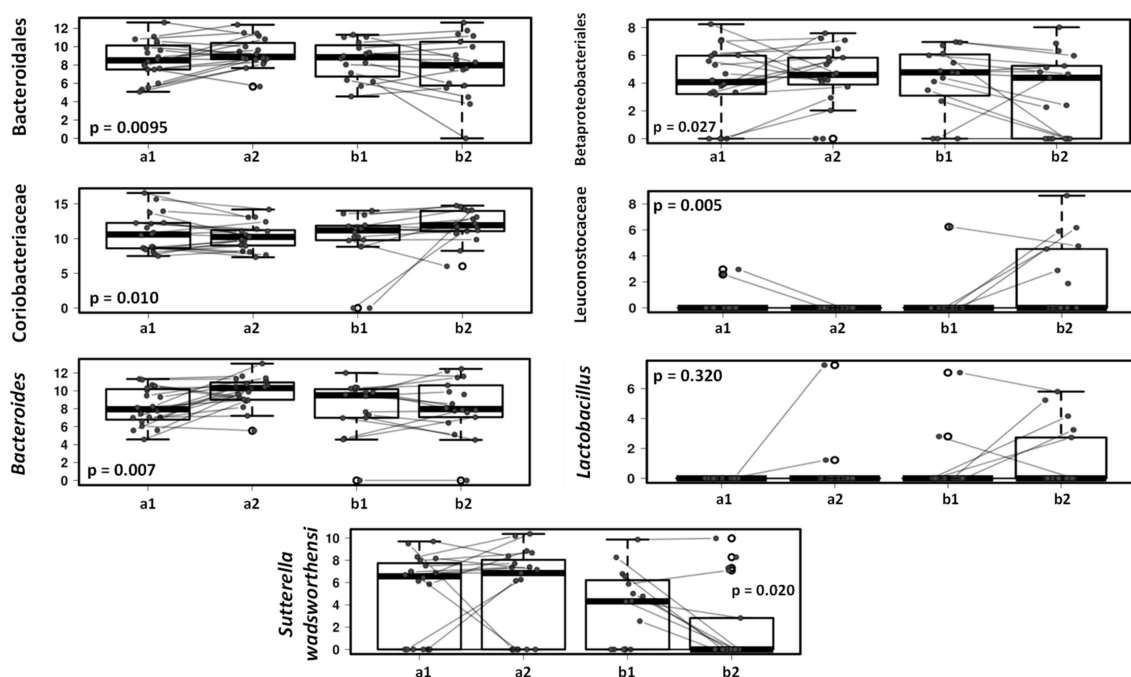 Bacteroidales
12
10
8
6
4
2
0
p = 0.0095
a1 a2 b1 b2
Betaproteobacteriales
8
6
4
2
0
p = 0.027
a1 a2 b1 b2
Coriobacteriaceae
15
10
5
0
p = 0.010
a1 a2 b1 b2
Leuconostocaceae
8
6
4
2
0
p = 0.005
a1 a2 b1 b2
Bacteroides
12
10
8
6
4
2
0
p = 0.007
a1 a2 b1 b2
Lactobacillus
6
4
2
0
p = 0.320
a1 a2 b1 b2
Sutterella
wadsworthensi
10
8
6
4
2
0
p = 0.020
a1 a2 b1 b2